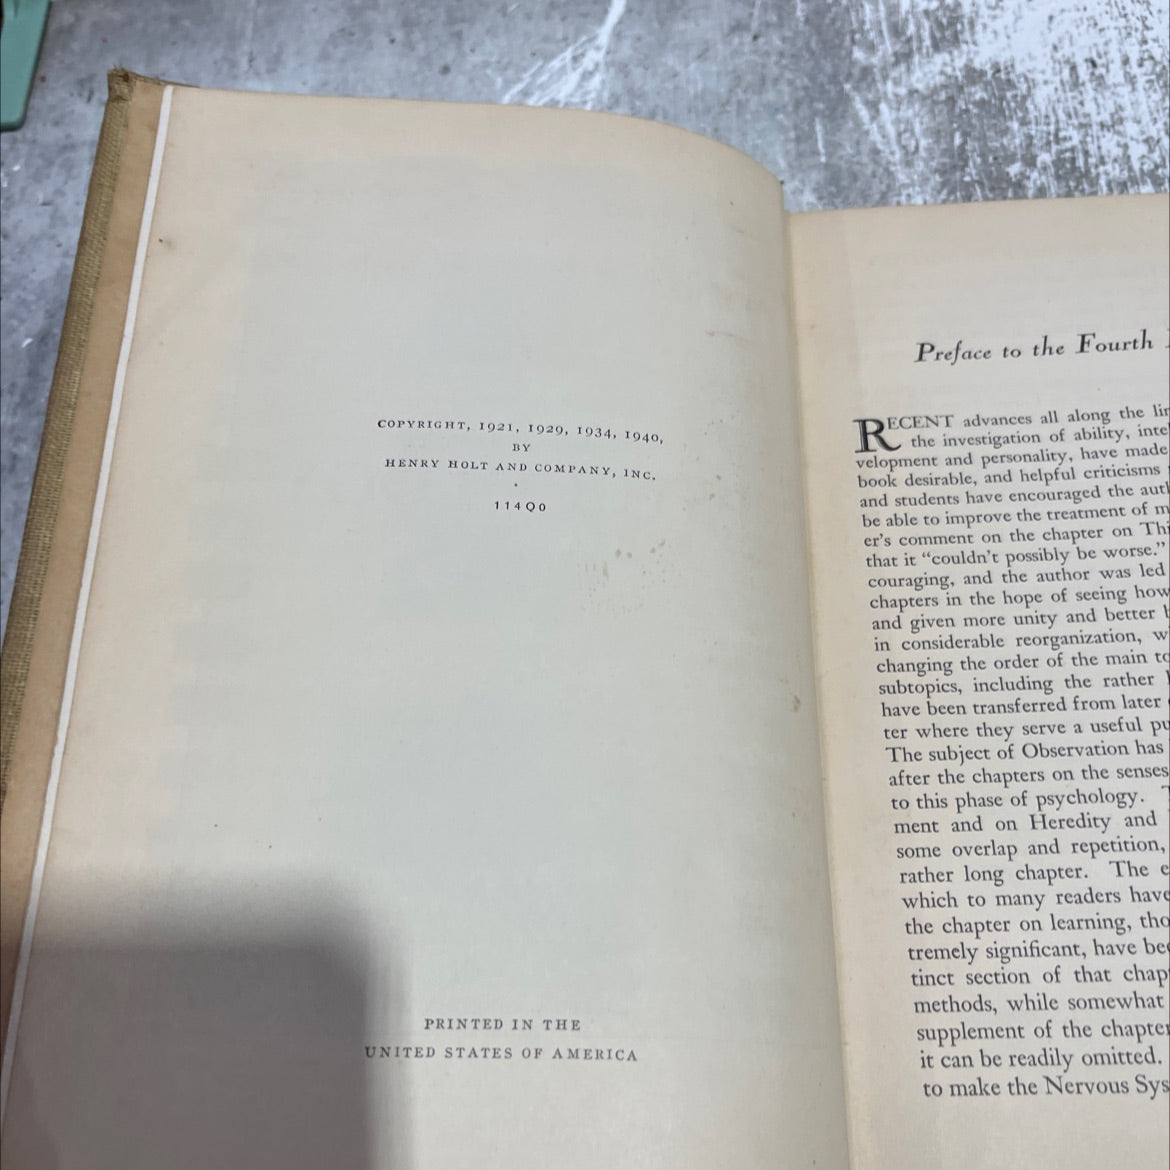 COPYRIGHT, 1921, 1929, 1934, 1940,
BY
HENRY HOLT AND COMPANY, INC.
114Q0
PRINTED IN THE
UNITED STATES OF AMERICA
Preface to the Fourth
RECENT advances all along the
the investigation of ability,
velopment and personality, have made
book desirable, and helpful criticisms
and students have encouraged the
be able to improve the treatment of
er's comment on the chapter on
that it “couldn't possibly be worse.”
couraging, and the author was led
chapters in the hope of seeing how
and given more unity and better
in considerable reorganization,
changing the order of the main
subtopics, including the rather
have been transferred from later
ter where they serve a useful
The subject of Observation has
after the chapters on the senses
to this phase of psychology.
ment and on Heredity and
some overlap and repetition,
rather long chapter. The
which to many readers have
the chapter on learning,
tremely significant, have
tinct section of that
methods, while somewhat
supplement of the chapter
it can be readily omitted.
to make the Nervous